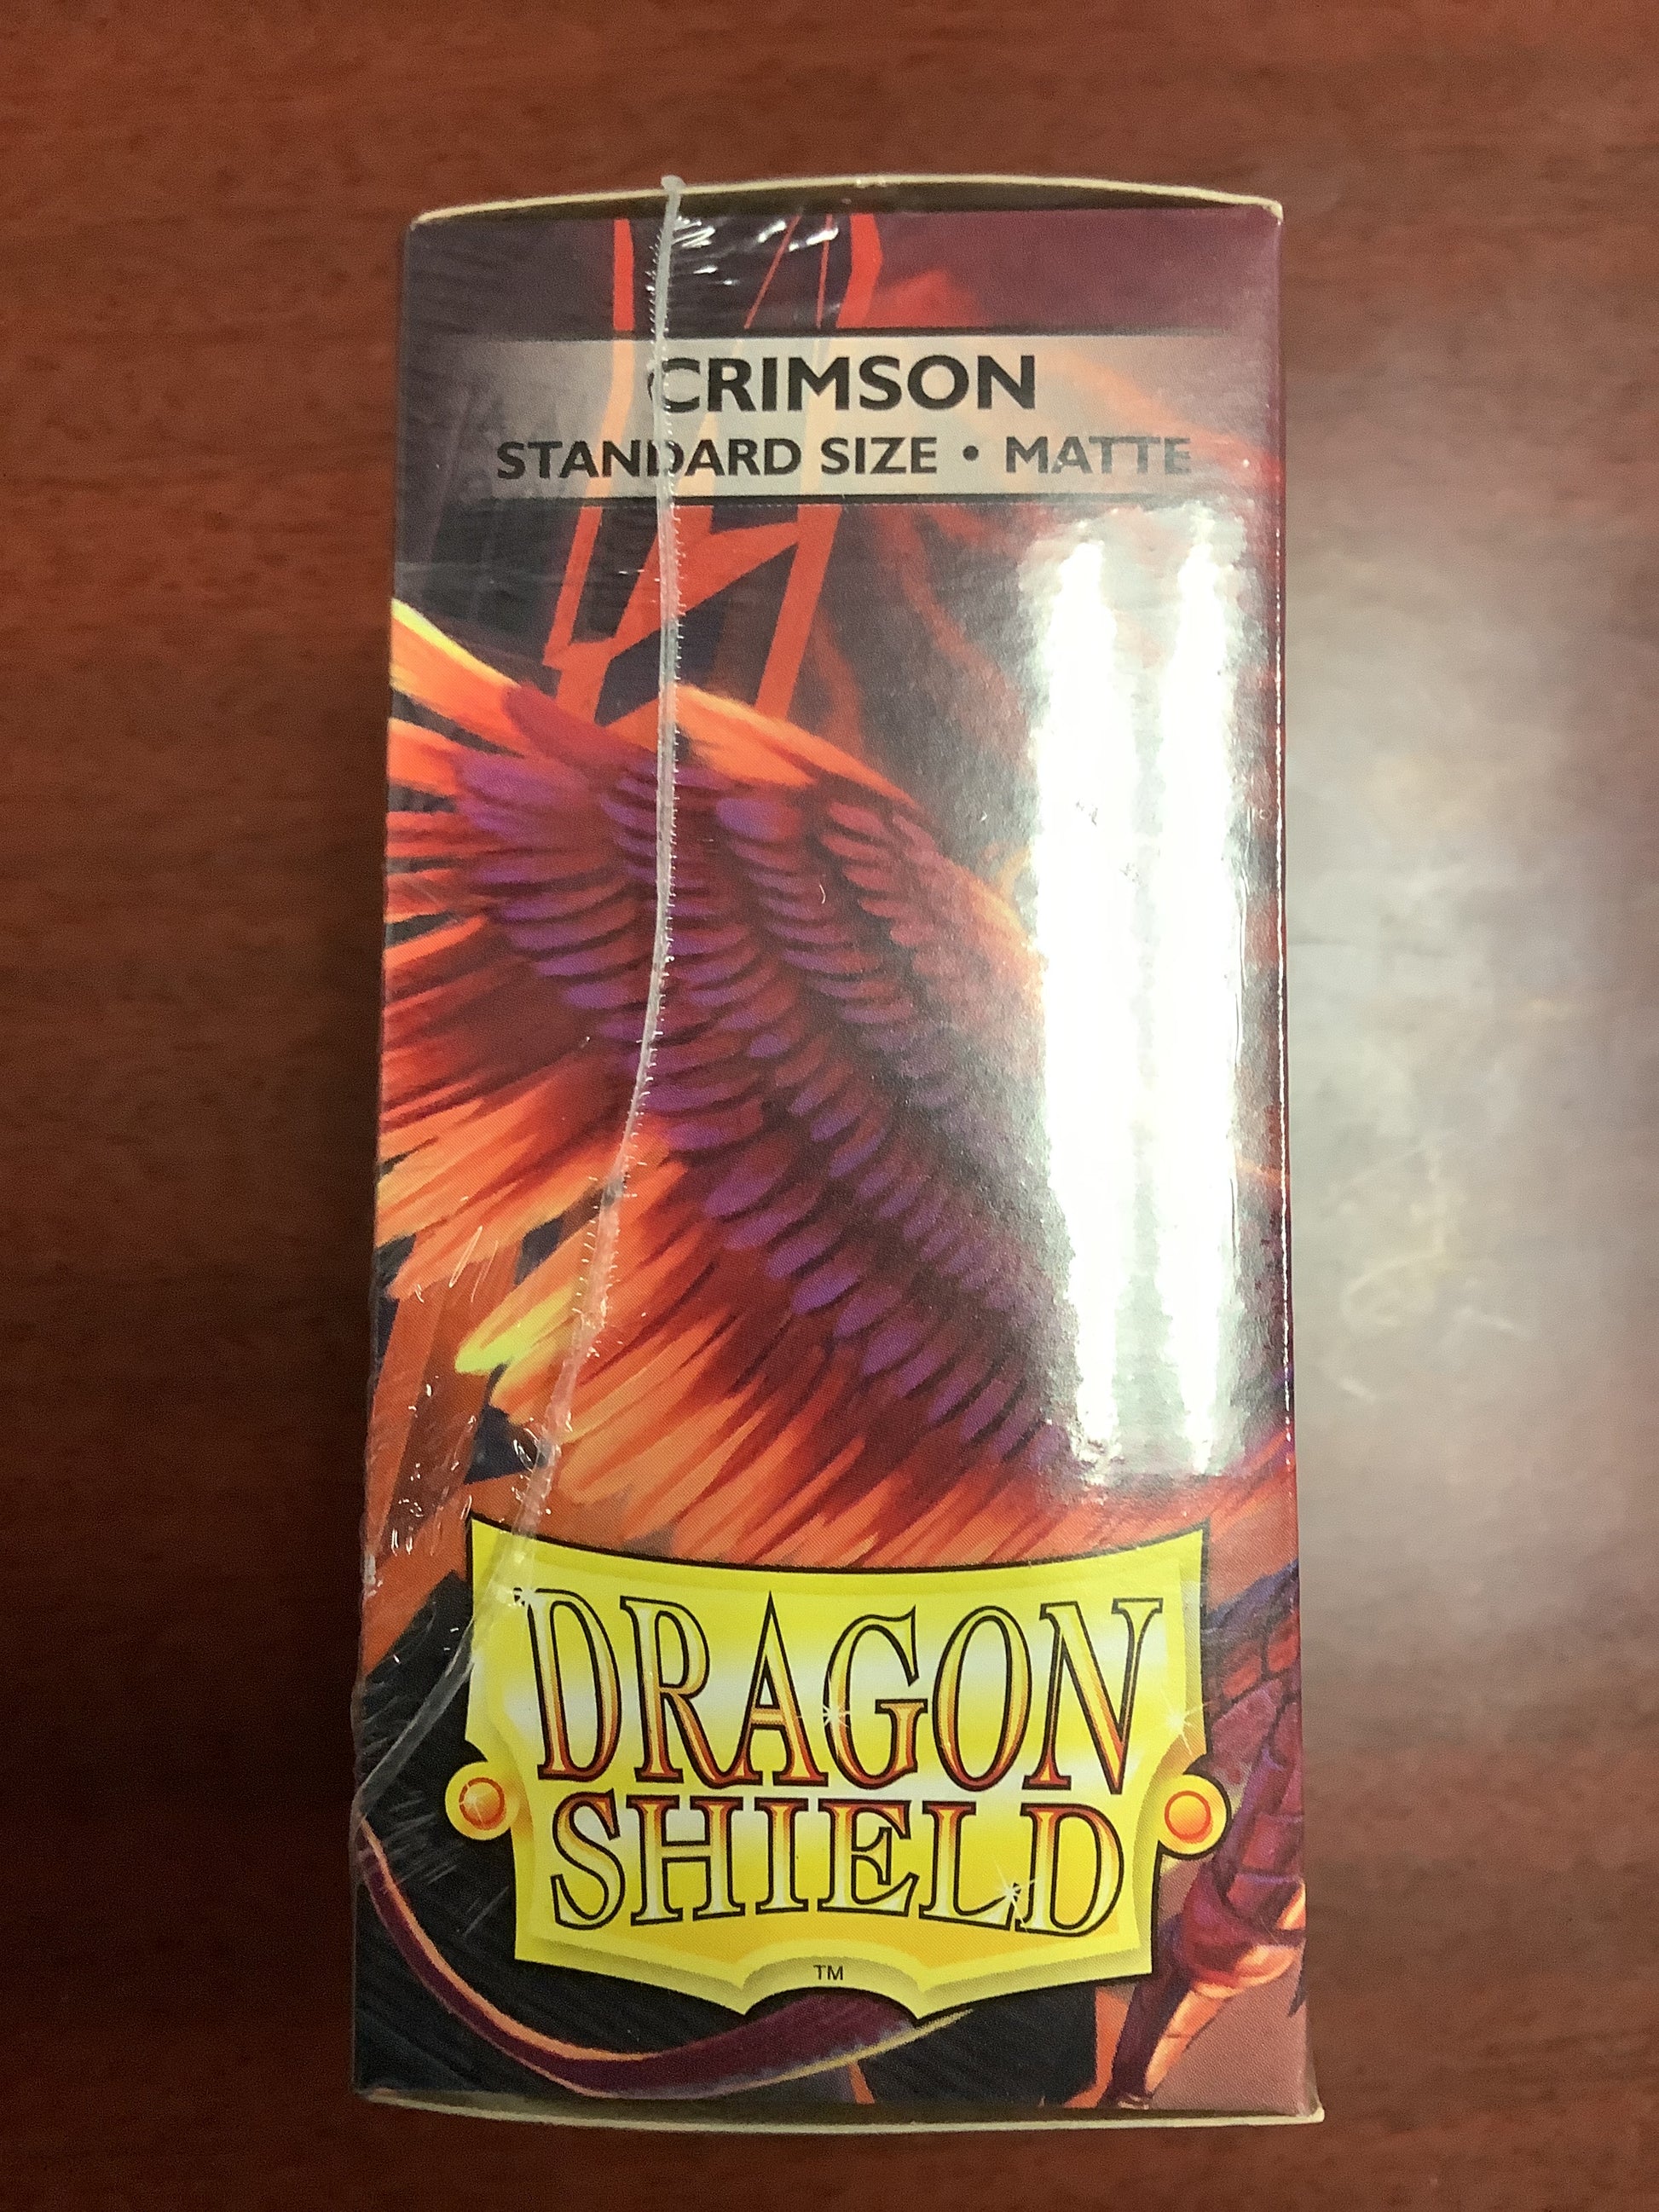 CRIMSON
STANDARD SIZE • MATTE
DRAGON
SHIELD
TM